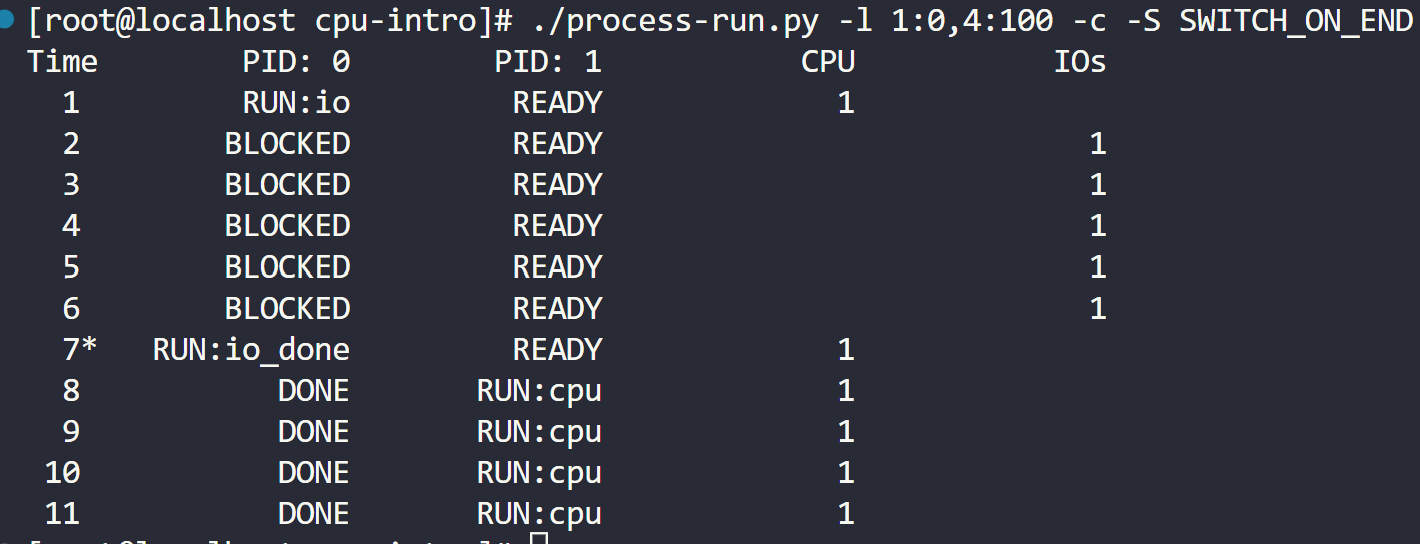 [root@localhost cpu-intro]# ./process-run.py -l 1:0,4:100 -c -S SWITCH_ON_END
Time PID: 0 PID: 1 CPU IOs
1 RUN:io READY 1
2 BLOCKED READY 1
3 BLOCKED READY 1
4 BLOCKED READY 1
5 BLOCKED READY 1
6 BLOCKED READY 1
7* RUN:io_done READY 1
8 DONE RUN:cpu 1
9 DONE RUN:cpu 1
10 DONE RUN:cpu 1
11 DONE RUN:cpu 1